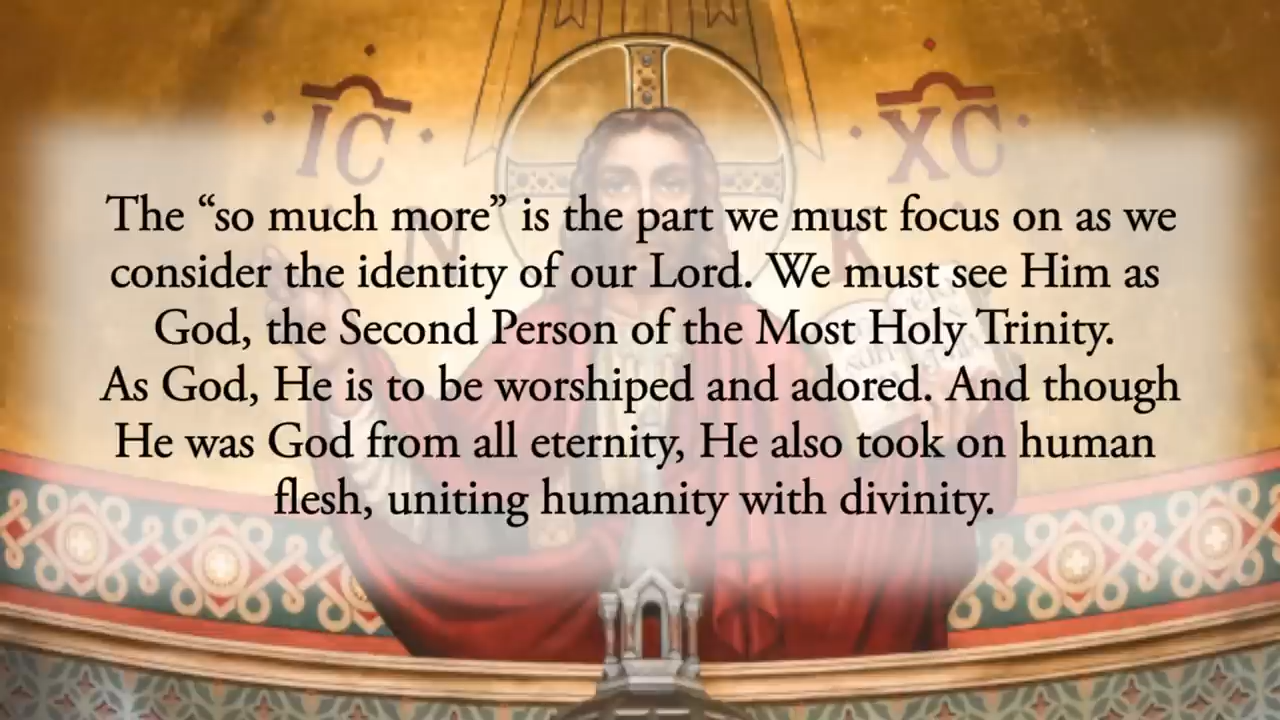 IC XC
N K
The “so much more” is the part we must focus on as we
consider the identity of our Lord. We must see Him as
God, the Second Person of the Most Holy Trinity.
As God, He is to be worshiped and adored. And though
He was God from all eternity, He also took on human
flesh, uniting humanity with divinity.